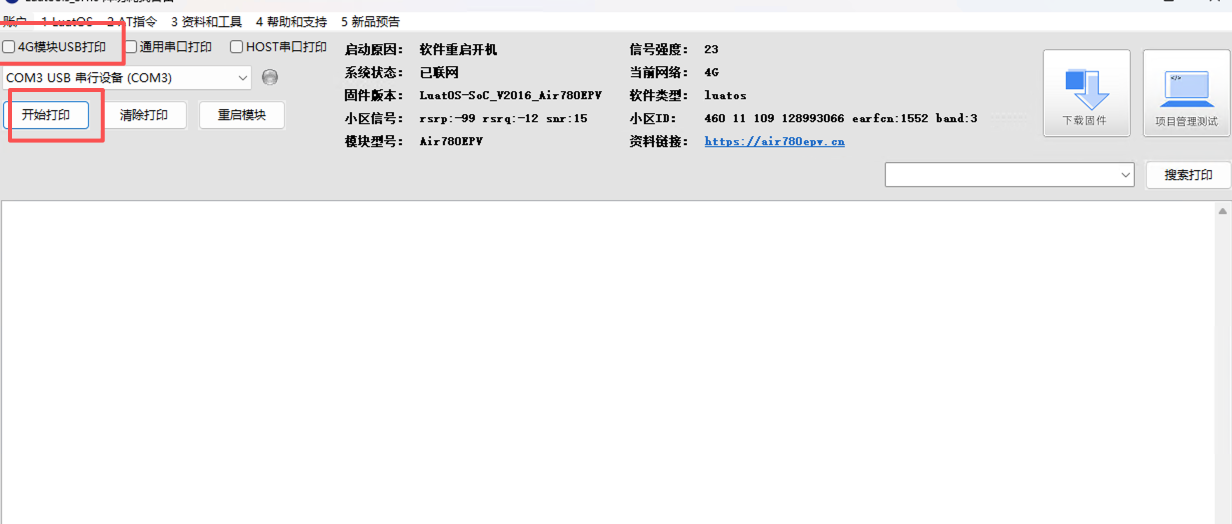 账户 1 LuatOS 2 AT指令 3 资料和工具 4 帮助和支持 5 新品预告
4G模块USB打印 通用串口打印 HOST串口打印
COM3 USB 串行设备 (COM3)
开始打印 清除打印 重启模块
启动原因： 软件重启开机 信号强度： 23
系统状态： 已联网 当前网络： 4G
固件版本： LuatOS-SoC_V2016_Air780EPV 软件类型： luatos
小区信号： rsrp:-99 rsrq:-12 snr:15 小区ID： 460 11 109 128993066 earfcn:1552 band:3
模块型号： Air780EPV 资料链接： https://air780epv.cn
下载固件 项目管理测试
搜索打印